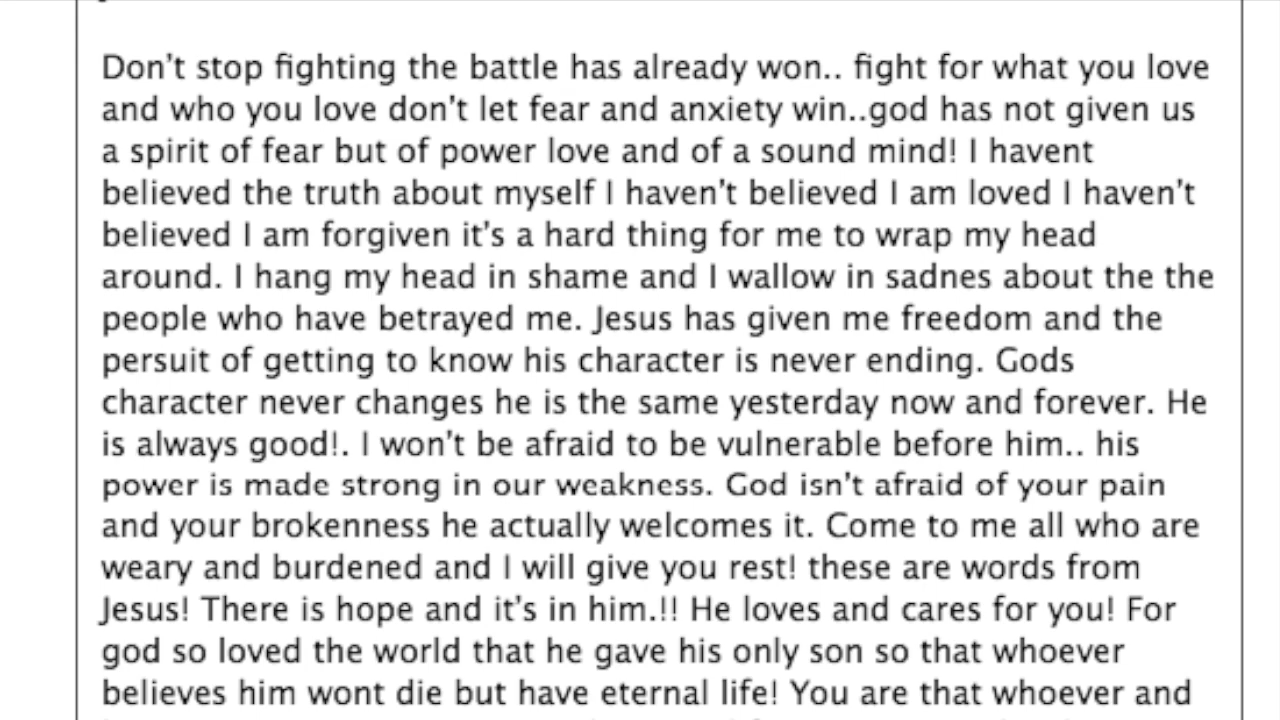 Don't stop fighting the battle has already won.. fight for what you love
and who you love don't let fear and anxiety win..god has not given us
a spirit of fear but of power love and of a sound mind! I havent
believed the truth about myself I haven't believed I am loved I haven't
believed I am forgiven it's a hard thing for me to wrap my head
around. I hang my head in shame and I wallow in sadnes about the the
people who have betrayed me. Jesus has given me freedom and the
persuit of getting to know his character is never ending. Gods
character never changes he is the same yesterday now and forever. He
is always good!. I won't be afraid to be vulnerable before him.. his
power is made strong in our weakness. God isn't afraid of your pain
and your brokenness he actually welcomes it. Come to me all who are
weary and burdened and I will give you rest! these are words from
Jesus! There is hope and it's in him.!! He loves and cares for you! For
god so loved the world that he gave his only son so that whoever
believes him wont die but have eternal life! You are that whoever and